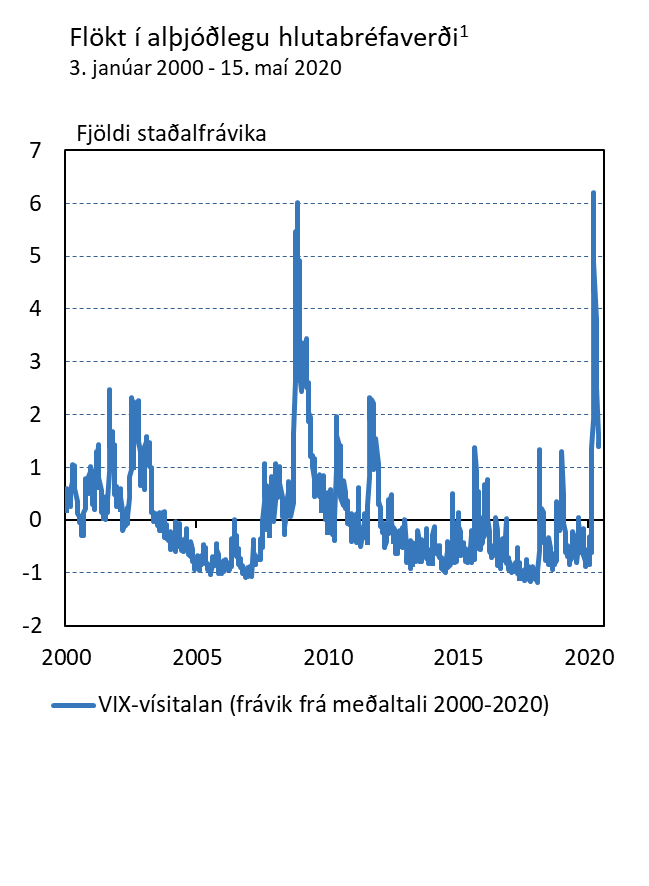 Flökt í alþjóðlegu hlutabréfaverði¹
3. janúar 2000 - 15. maí 2020
Fjöldi staðalfrávika
7
6
5
4
3
2
1
0
-1
-2
2000 2005 2010 2015 2020
VIX-vísitalan (frávik frá meðaltali 2000-2020)